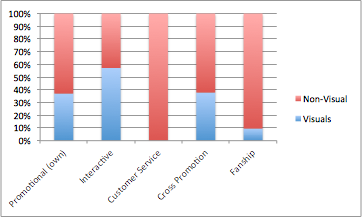 100%
90%
80%
70%
60%
50%
40%
30%
20%
10%
0%
Promotional (own)
Interactive
Customer Service
Cross Promotion
Fanship
Non-Visual
Visuals